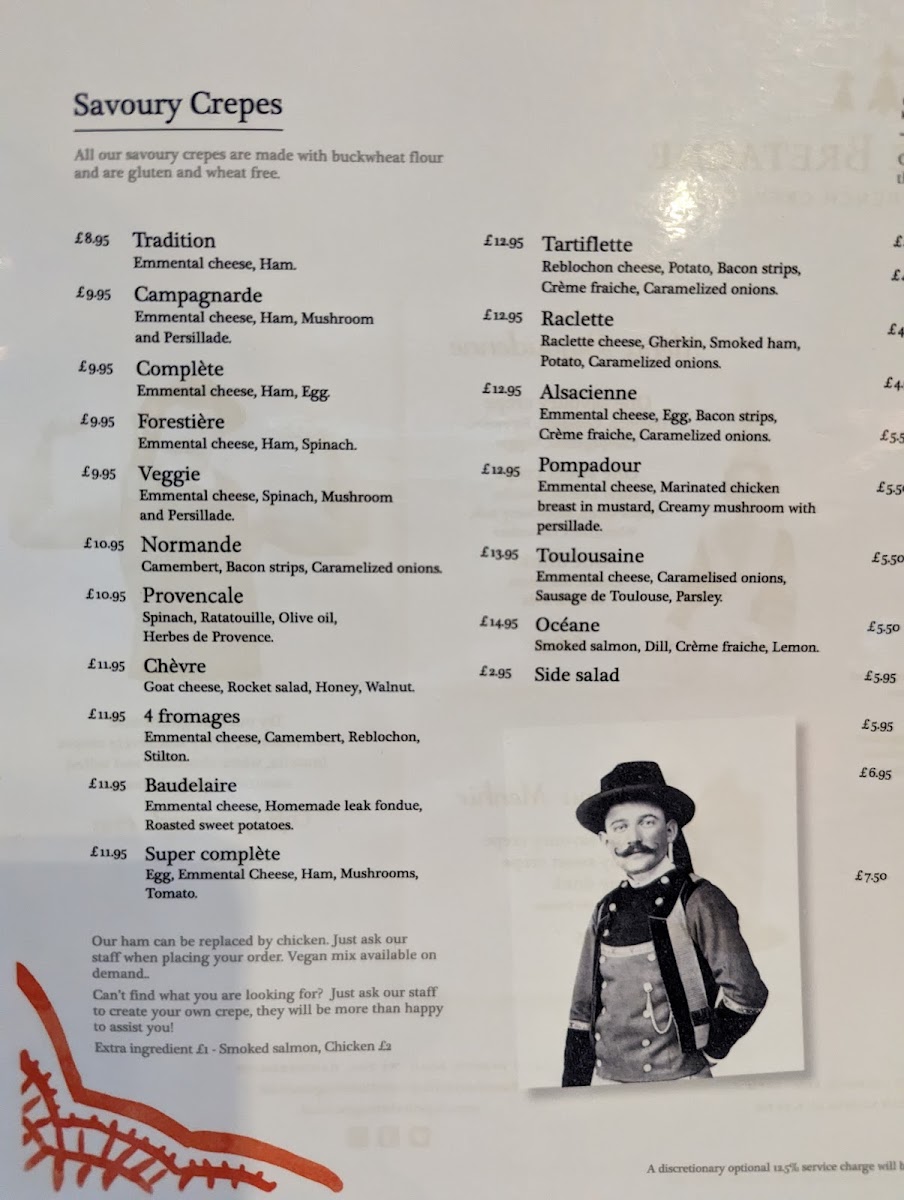 Savoury Crepes
All our savoury crepes are made with buckwheat flour
and are gluten and wheat free.
£8.95 Tradition
Emmental cheese, Ham.
£9.95 Campagnarde
Emmental cheese, Ham, Mushroom
and Persillade.
£9.95 Complète
Emmental cheese, Ham, Egg.
£9.95 Forestière
Emmental cheese, Ham, Spinach.
£9.95 Veggie
Emmental cheese, Spinach, Mushroom
and Persillade.
£10.95 Normande
Camembert, Bacon strips, Caramelized onions.
£10.95 Provencale
Spinach, Ratatouille, Olive oil,
Herbes de Provence.
£11.95 Chèvre
Goat cheese, Rocket salad, Honey, Walnut.
£11.95 4 fromages
Emmental cheese, Camembert, Reblochon,
Stilton.
£11.95 Baudelaire
Emmental cheese, Homemade leak fondue,
Roasted sweet potatoes.
£11.95 Super complète
Egg, Emmental Cheese, Ham, Mushrooms,
Tomato.
Our ham can be replaced by chicken. Just ask our
staff when placing your order. Vegan mix available on
demand..
Can't find what you are looking for? Just ask our staff
to create your own crepe, they will be more than happy
to assist you!
Extra ingredient £1 - Smoked salmon, Chicken £2
£12.95 Tartiflette
Reblochon cheese, Potato, Bacon strips,
Crème fraiche, Caramelized onions.
£12.95 Raclette
Raclette cheese, Gherkin, Smoked ham,
Potato, Caramelized onions.
£12.95 Alsacienne
Emmental cheese, Egg, Bacon strips,
Crème fraiche, Caramelized onions.
£12.95 Pompadour
Emmental cheese, Marinated chicken
breast in mustard, Creamy mushroom with
persillade.
£13.95 Toulousaine
Emmental cheese, Caramelised onions,
Sausage de Toulouse, Parsley.
£14.95 Océane
Smoked salmon, Dill, Crème fraiche, Lemon.
£2.95 Side salad
£5.50
£5.50
£5.95
£5.95
£6.95
£7.50
A discretionary optional 12.5% service charge will